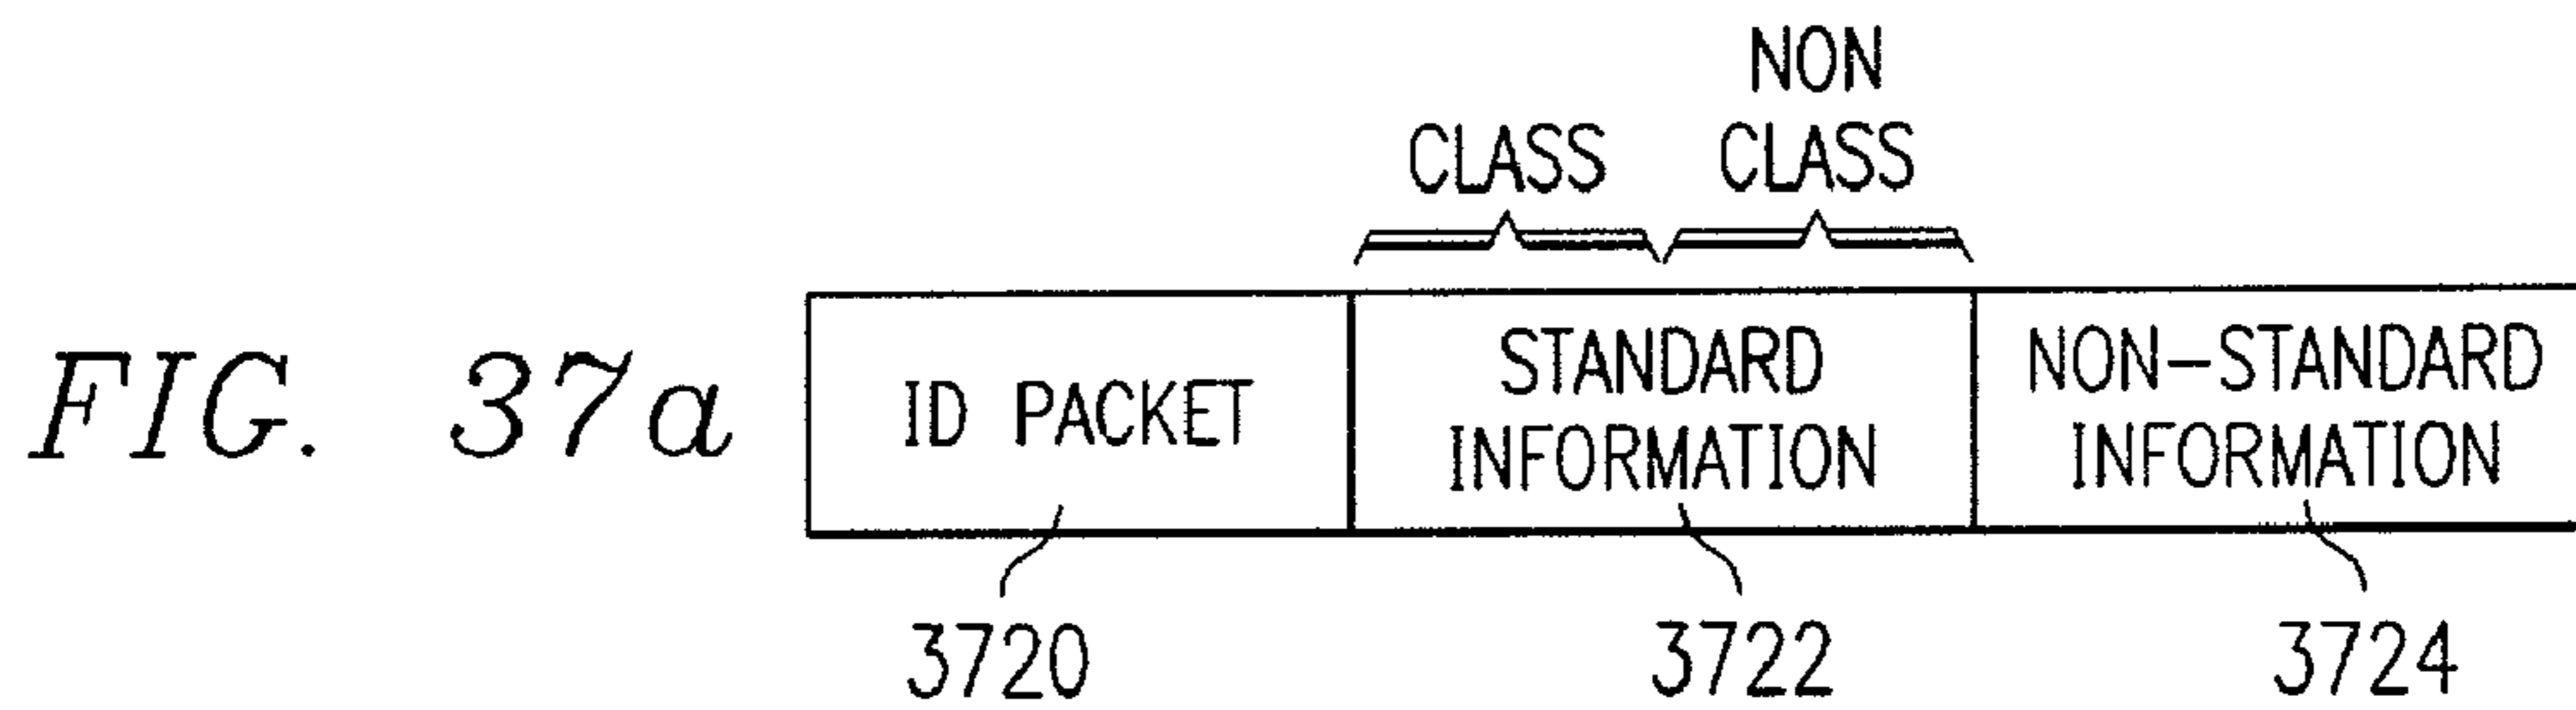 NON
CLASS CLASS
FIG. 37a
ID PACKET
STANDARD
INFORMATION
NON-STANDARD
INFORMATION
3720 3722 3724